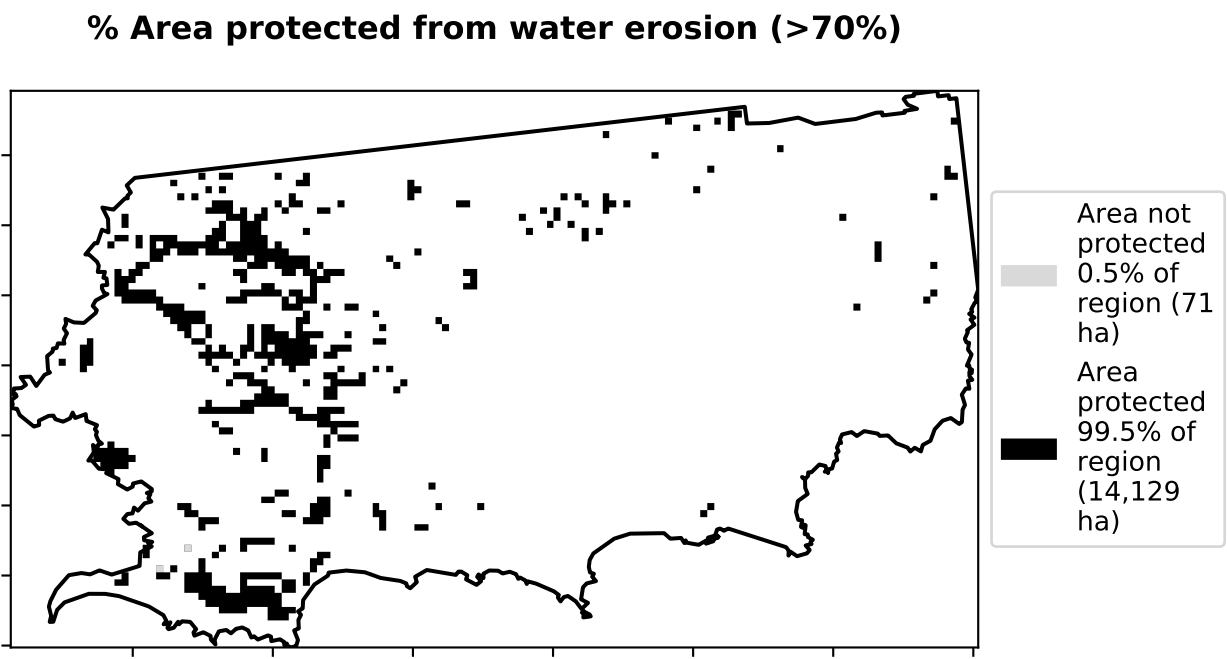 % Area protected from water erosion (>70%)
Area not
protected
0.5% of
region (71
ha)
Area
protected
99.5% of
region
(14,129
ha)